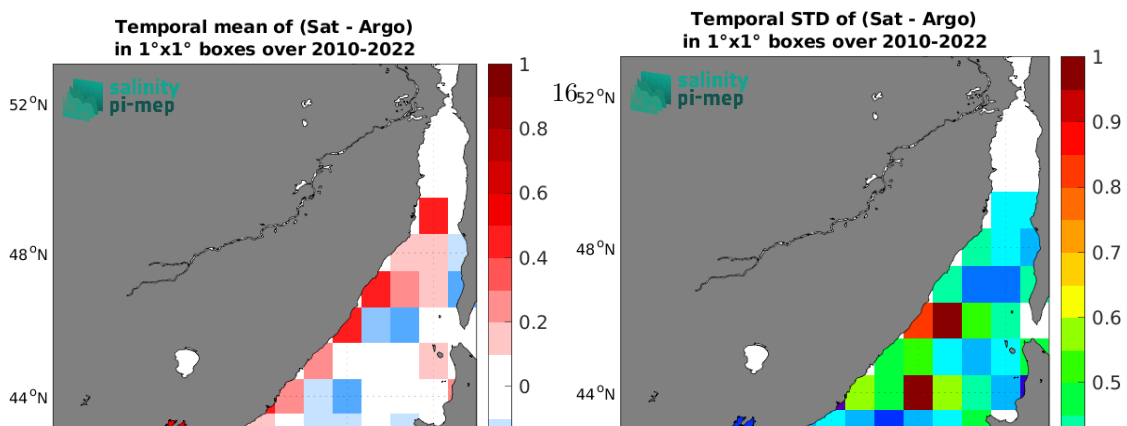 Temporal mean of (Sat - Argo)
in 1°x1° boxes over 2010-2022
salinity
pi-mep
52°N
48°N
44°N
1
0.8
0.6
0.4
0.2
0
16
Temporal STD of (Sat - Argo)
in 1°x1° boxes over 2010-2022
salinity
pi-mep
52°N
48°N
44°N
1
0.9
0.8
0.7
0.6
0.5